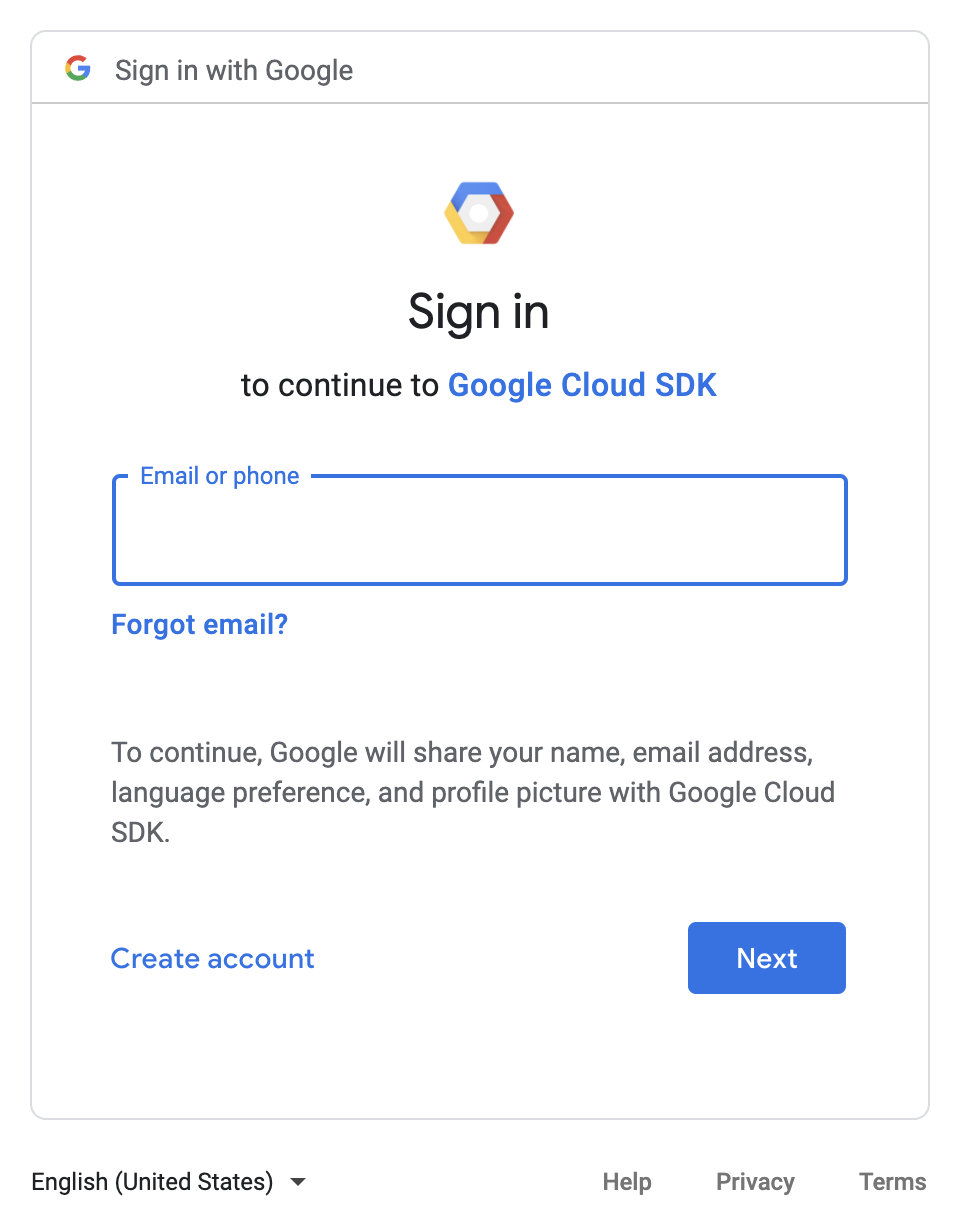 Sign in with Google
Sign in
to continue to Google Cloud SDK
Email or phone
Forgot email?
To continue, Google will share your name, email address,
language preference, and profile picture with Google Cloud
SDK.
Create account
Next
English (United States)
Help
Privacy
Terms